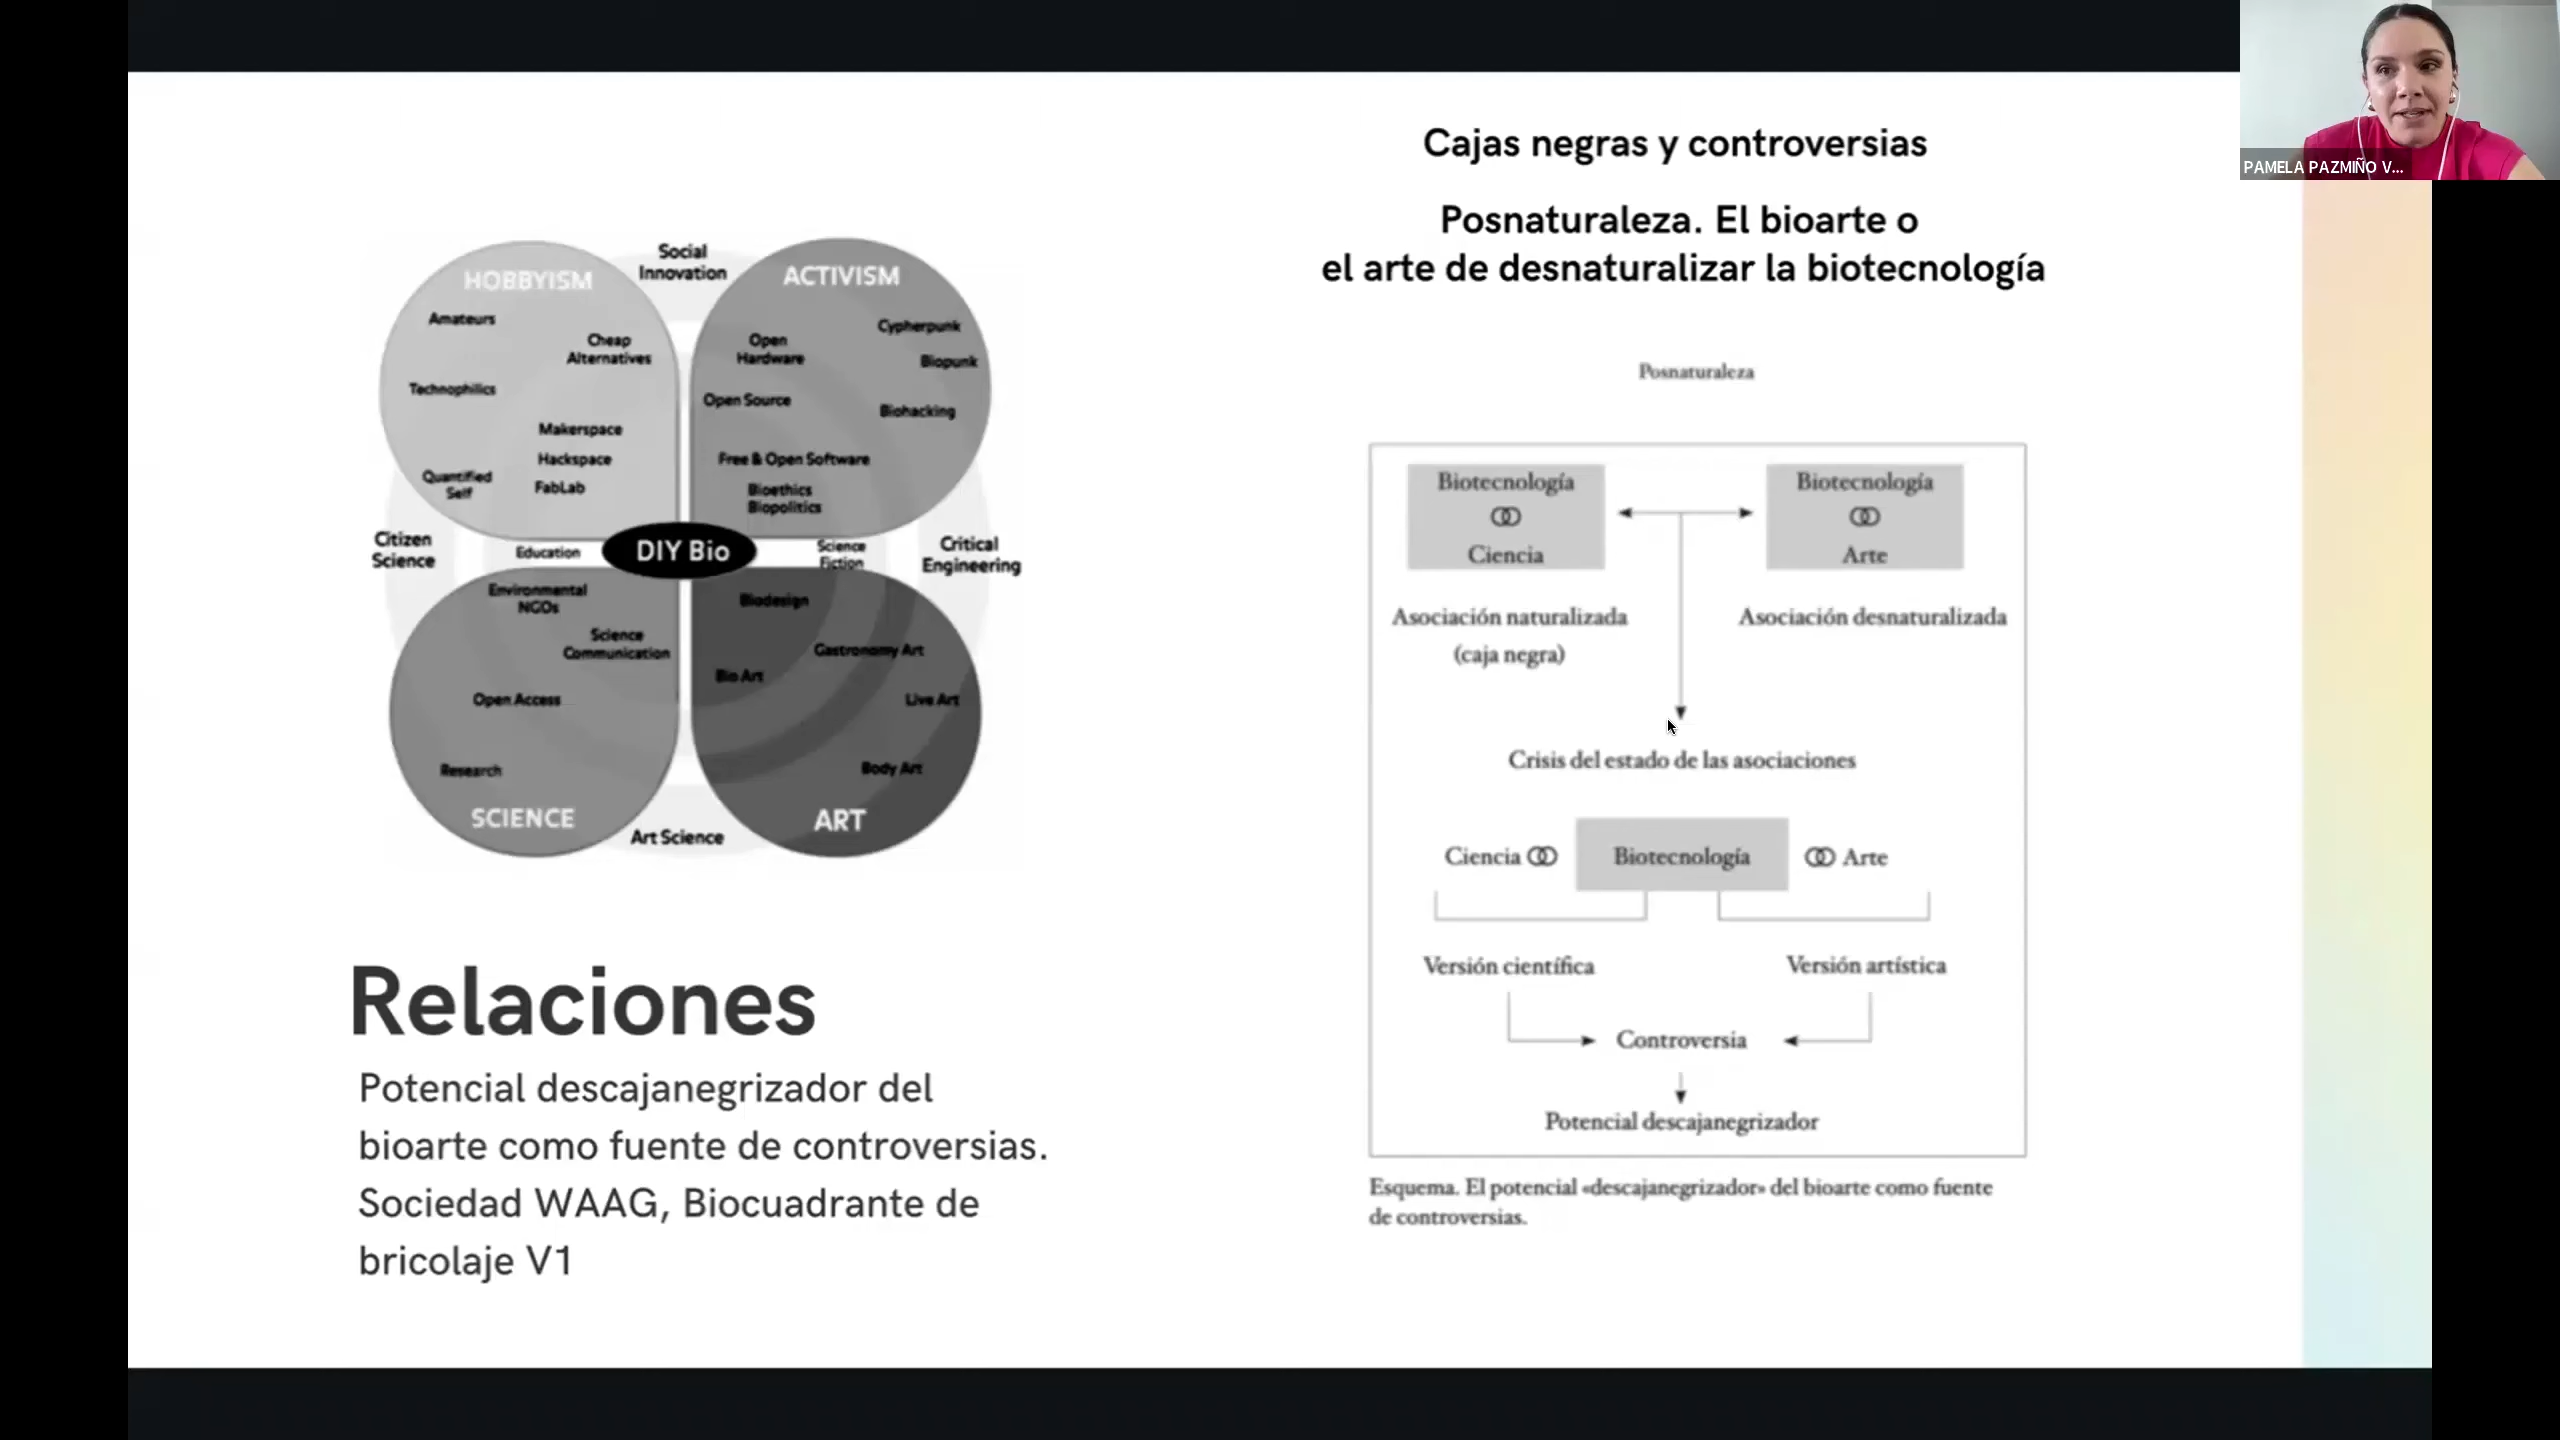 PAMELA PAZMIÑO V...
Cajas negras y controversias
Posnaturaleza. El bioarte o
el arte de desnaturalizar la biotecnología
HOBBYISM
Amateurs
Cheap
Alternatives
Technophilics
Makerspace
Hackspace
FabLab
Quantified
Self
Social
Innovation
ACTIVISM
Cypherpunk
Open
Hardware
Biopunk
Open Source
Biohacking
Free & Open Software
Bioethics
Biopolitics
Citizen
Science
Education
DIY Bio
Science
Fiction
Critical
Engineering
Environmental
NGOs
Science
Communication
Open Access
Research
SCIENCE
Biodesign
Gastronomy Art
Bio Art
Live Art
Body Art
ART
Art Science
Relaciones
Potencial descajanegrizador del
bioarte como fuente de controversias.
Sociedad WAAG, Biocuadrante de
bricolaje V1
Posnaturaleza
Biotecnología
Ciencia
Biotecnología
Arte
Asociación naturalizada
(caja negra)
Asociación desnaturalizada
Crisis del estado de las asociaciones
Ciencia
Biotecnología
Arte
Versión científica
Versión artística
Controversia
Potencial descajanegrizador
Esquema. El potencial «descajanegrizador» del bioarte como fuente
de controversias.